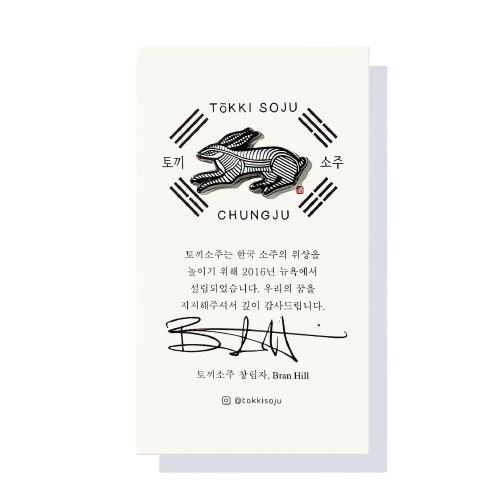 TōKKI SOJU
토끼 소주
CHUNGJU
토끼소주는 한국 소주의 위상을
높이기 위해 2016년 뉴욕에서
설립되었습니다. 우리의 꿈을
지지해주셔서 깊이 감사드립니다.
토끼소주 창립자, Bran Hill
@tokkisoju